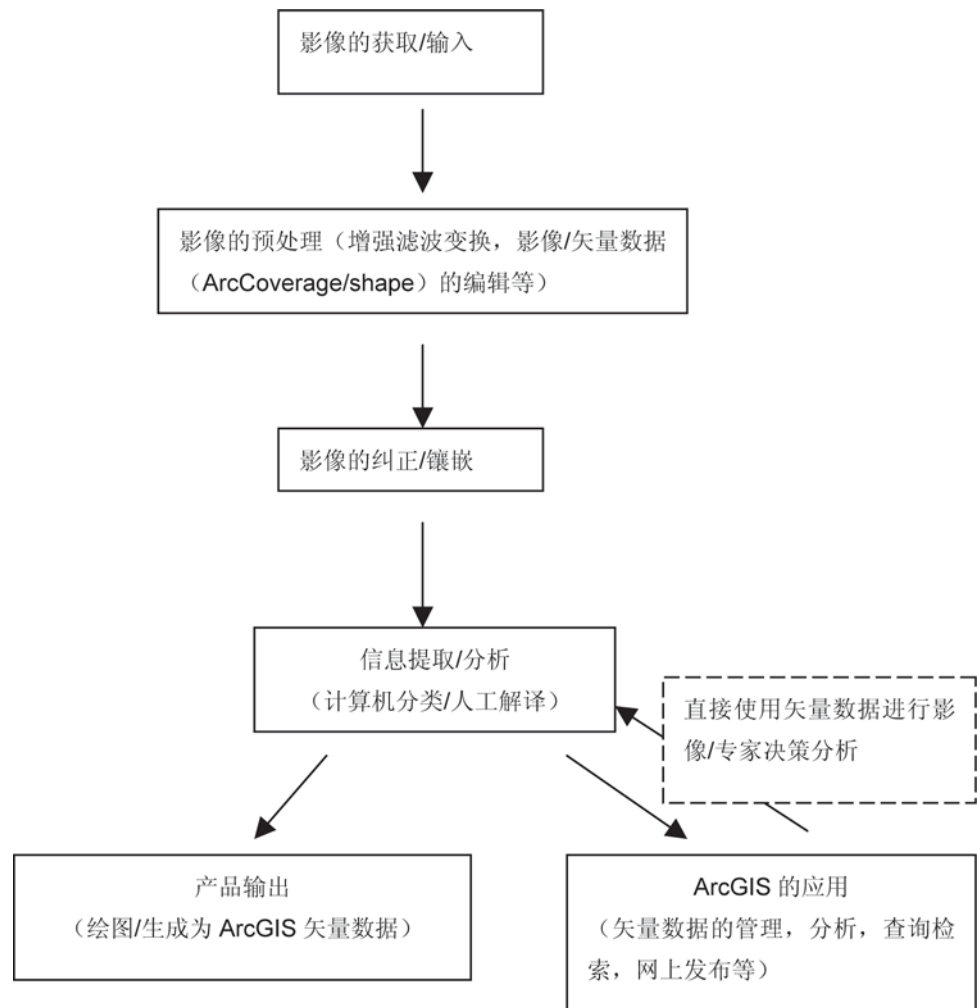 影像的获取/输入
影像的预处理（增强滤波变换，影像/矢量数据
（ArcCoverage/shape）的编辑等）
影像的纠正/镶嵌
信息提取/分析
（计算机分类/人工解译）
直接使用矢量数据进行影
像/专家决策分析
产品输出
（绘图/生成为 ArcGIS 矢量数据）
ArcGIS 的应用
（矢量数据的管理，分析，查询检
索，网上发布等）